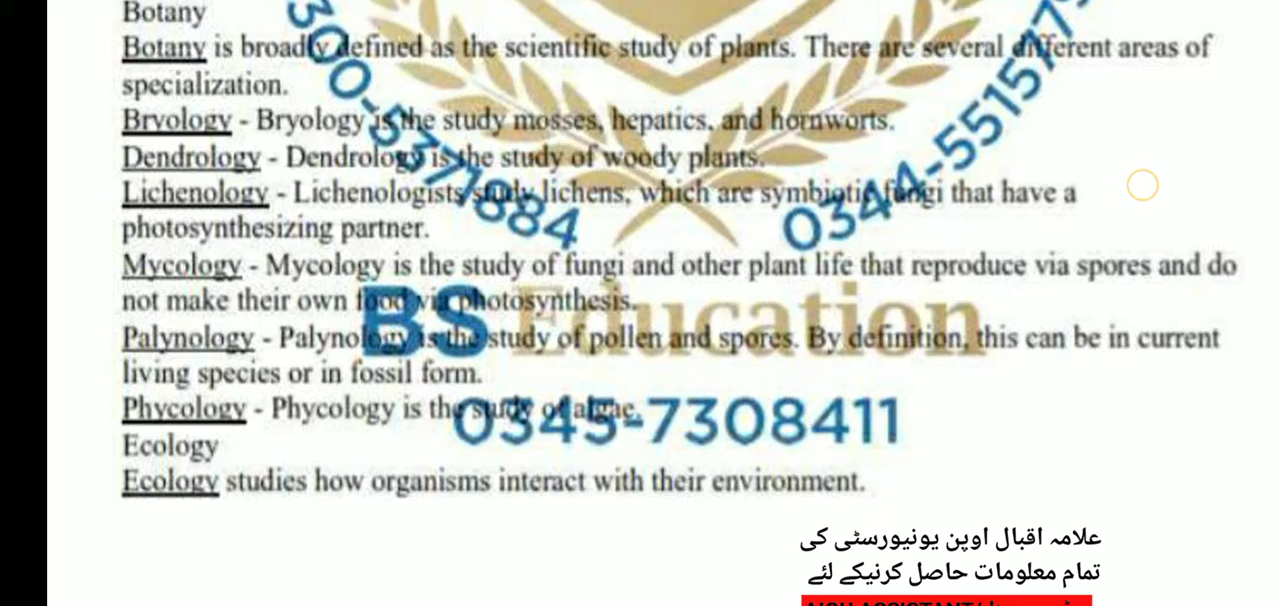 Botany
Botany is broadly defined as the scientific study of plants. There are several different areas of
specialization.
Bryology - Bryology is the study mosses, hepatics, and hornworts.
Dendrology - Dendrology is the study of woody plants.
Lichenology - Lichenologists study lichens, which are symbiotic fungi that have a
photosynthesizing partner.
Mycology - Mycology is the study of fungi and other plant life that reproduce via spores and do
not make their own food via photosynthesis.
Palynology - Palynology is the study of pollen and spores. By definition, this can be in current
living species or in fossil form.
Phycology - Phycology is the study of algae.
Ecology
Ecology studies how organisms interact with their environment.
0345-7308411
BS Education
علامہ اقبال اوپن یونیورسٹی کی
تمام معلومات حاصل کرنیکے لئے